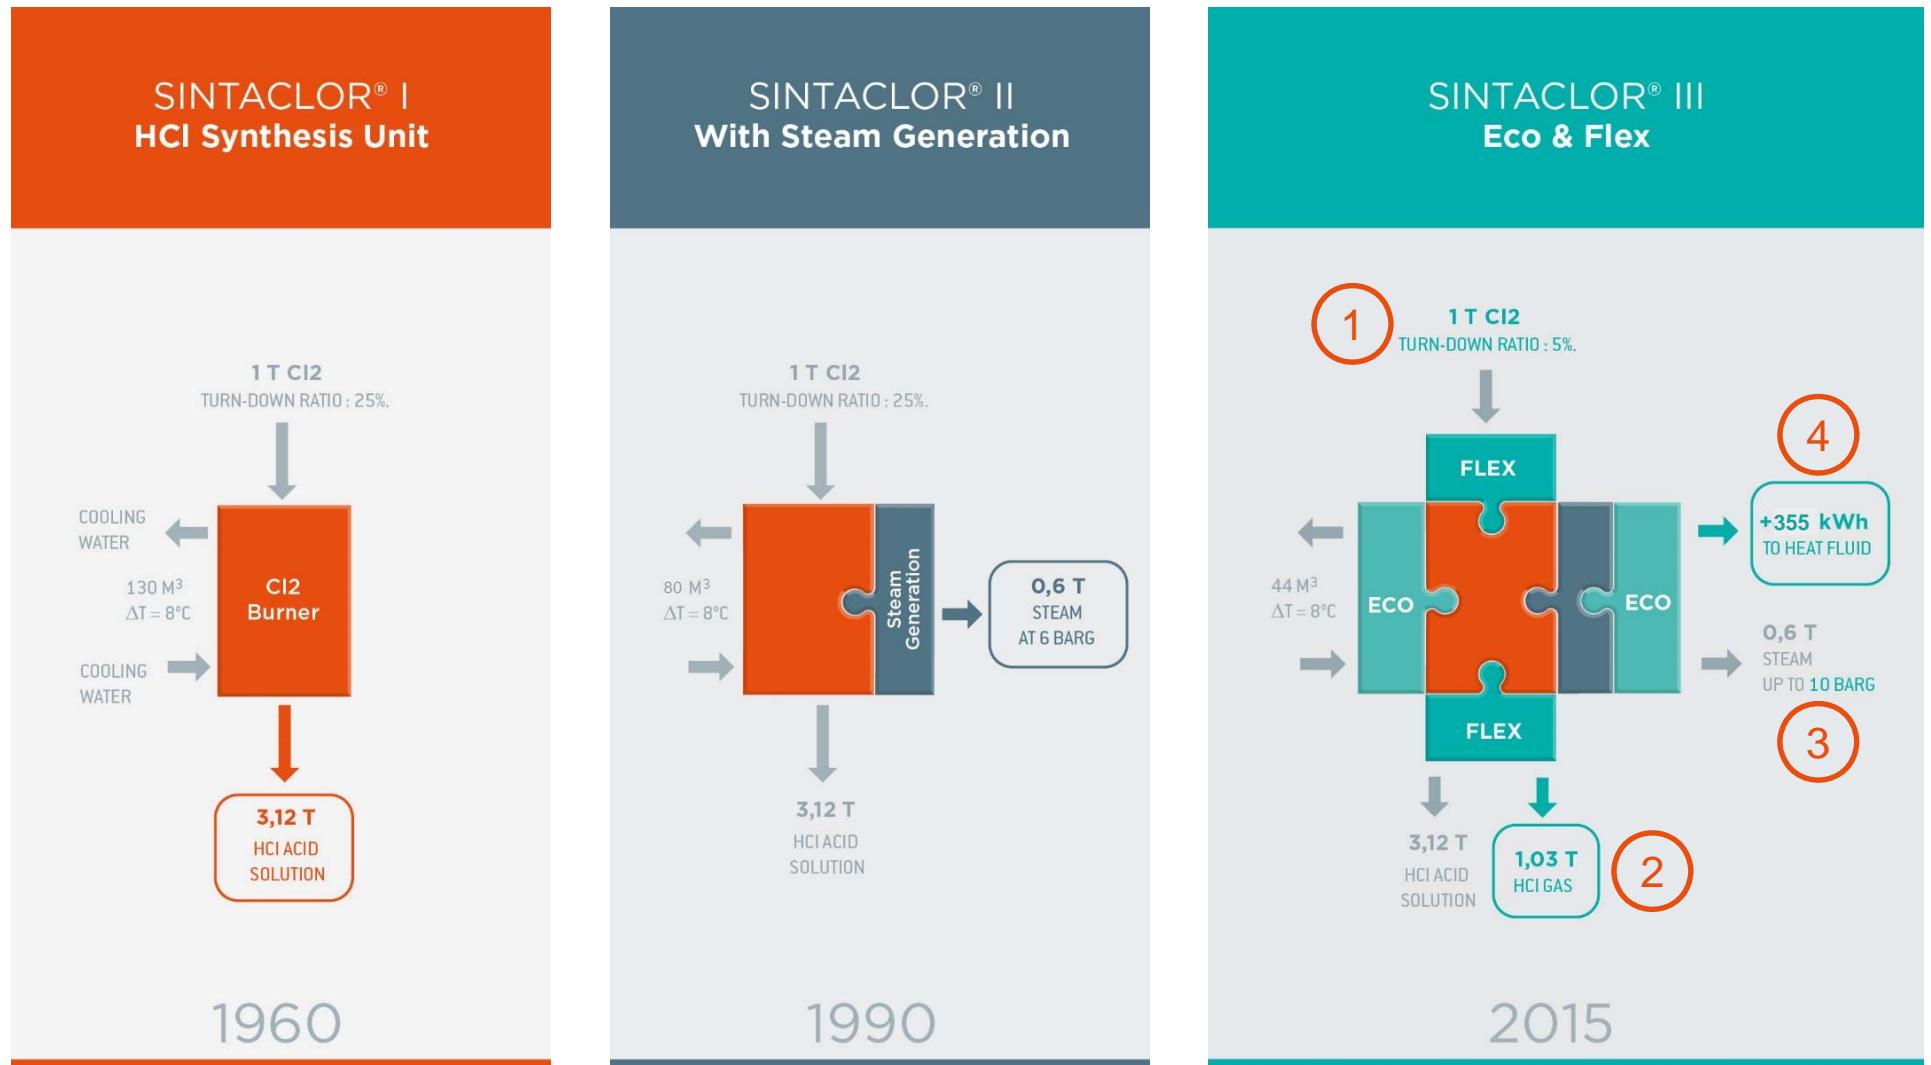 SINTACLOR® I
HCl Synthesis Unit
1 T Cl2
TURN-DOWN RATIO : 25%.
COOLING
WATER
130 M³
ΔT = 8°C
COOLING
WATER
Cl2
Burner
3,12 T
HCl ACID
SOLUTION
1960
SINTACLOR® II
With Steam Generation
1 T Cl2
TURN-DOWN RATIO : 25%.
80 M³
ΔT = 8°C
Steam
Generation
0,6 T
STEAM
AT 6 BARG
3,12 T
HCl ACID
SOLUTION
1990
SINTACLOR® III
Eco & Flex
1
1 T Cl2
TURN-DOWN RATIO : 5%.
FLEX
4
+355 kWh
TO HEAT FLUID
44 M³
ΔT = 8°C
ECO
ECO
0,6 T
STEAM
UP TO 10 BARG
3
FLEX
3,12 T
HCl ACID
SOLUTION
1,03 T
HCl GAS
2
2015